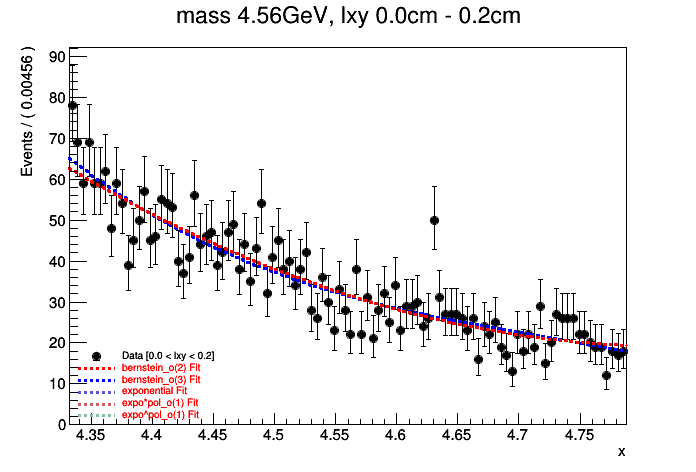 mass 4.56GeV, lxy 0.0cm - 0.2cm
Events / ( 0.00456 )
90
80
70
60
50
40
30
20
10
0
Data [0.0 < lxy < 0.2]
bernstein_o(2) Fit
bernstein_o(3) Fit
exponential Fit
expo*pol_o(1) Fit
expo^pol_o(1) Fit
4.35 4.4 4.45 4.5 4.55 4.6 4.65 4.7 4.75
x